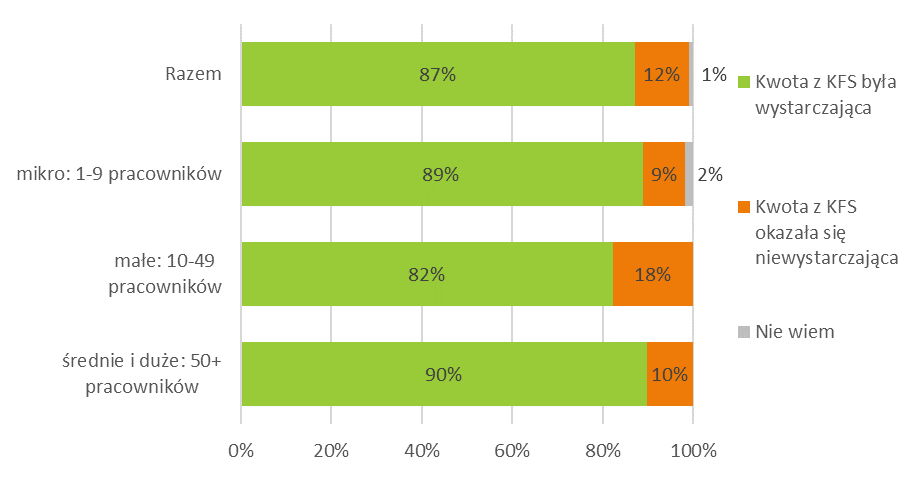 Razem
87%
12%
1%
mikro: 1-9 pracowników
89%
9%
2%
małe: 10-49
pracowników
82%
18%
średnie i duże: 50+
pracowników
90%
10%
0%
20%
40%
60%
80%
100%
Kwota z KFS była
wystarczająca
Kwota z KFS
okazała się
niewystarczająca
Nie wiem